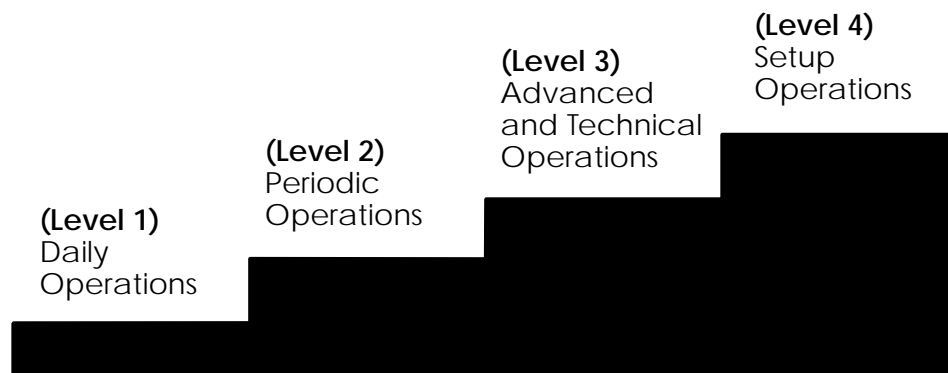 (Level 1)
Daily
Operations
(Level 2)
Periodic
Operations
(Level 3)
Advanced
and Technical
Operations
(Level 4)
Setup
Operations